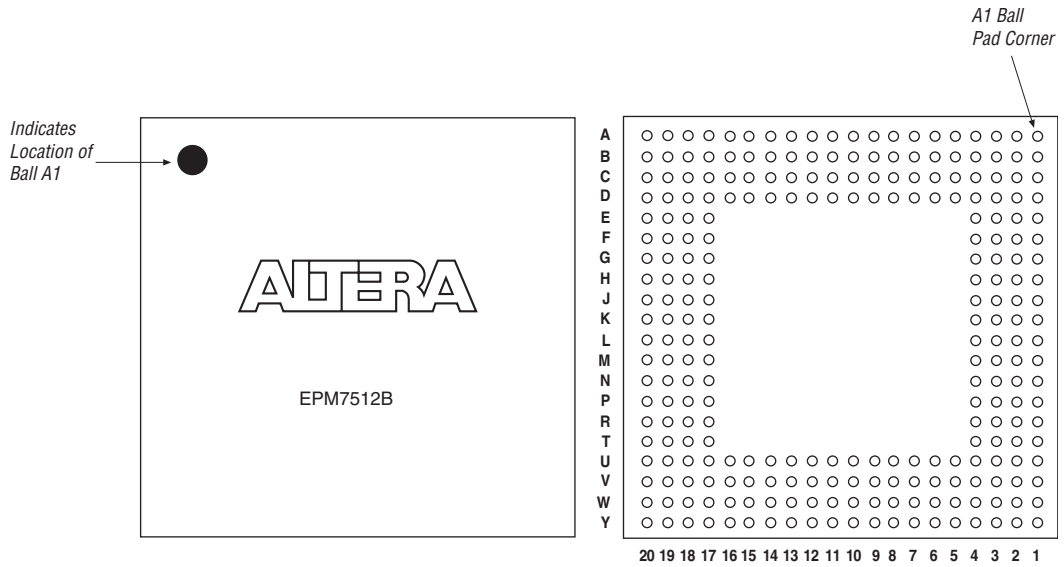 A1 Ball
Pad Corner
Indicates
Location of
Ball A1
ALTERA
EPM7512B
A
B
C
D
E
F
G
H
J
K
L
M
N
P
R
T
U
V
W
Y
20 19 18 17 16 15 14 13 12 11 10 9 8 7 6 5 4 3 2 1